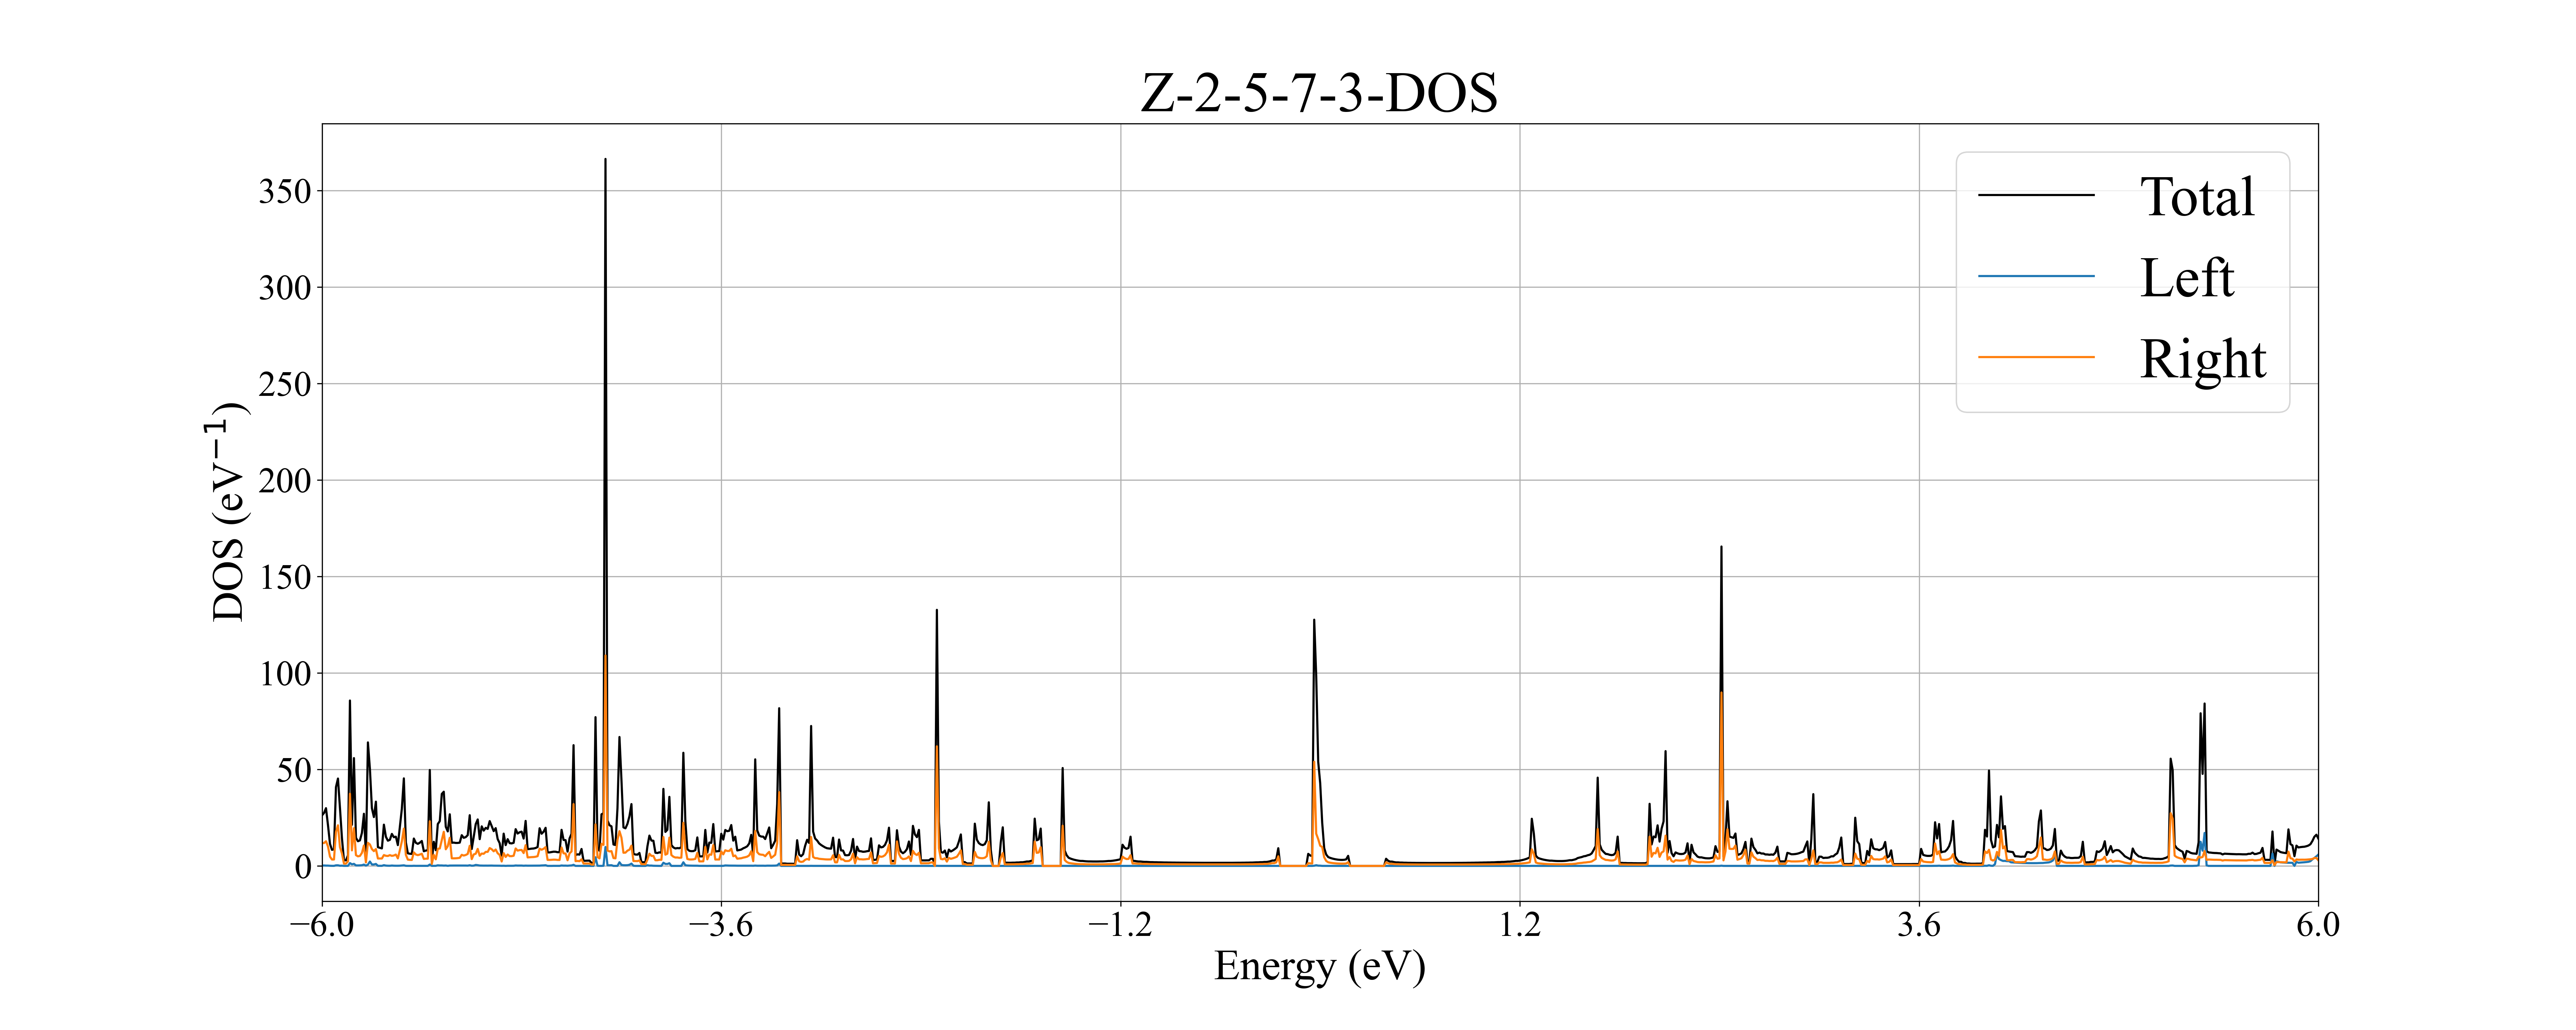 Z-2-5-7-3-DOS
Total
Left
Right
350
300
250
200
150
100
50
0
DOS (eV⁻¹)
−6.0 −3.6 −1.2 1.2 3.6 6.0
Energy (eV)